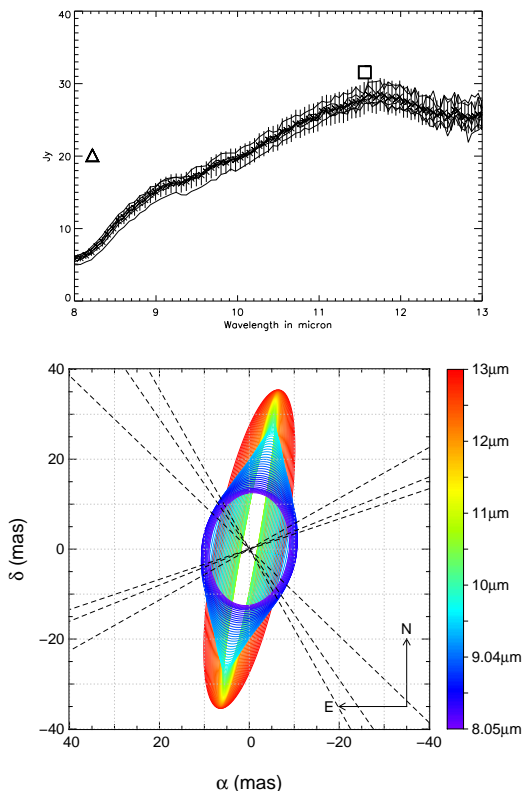 40
30
20
10
0
Jy
8 9 10 11 12 13
Wavelength in micron
40
20
0
−20
−40
δ (mas)
40 20 0 −20 −40
α (mas)
N
E
13μm
12μm
11μm
10μm
9.04μm
8.05μm